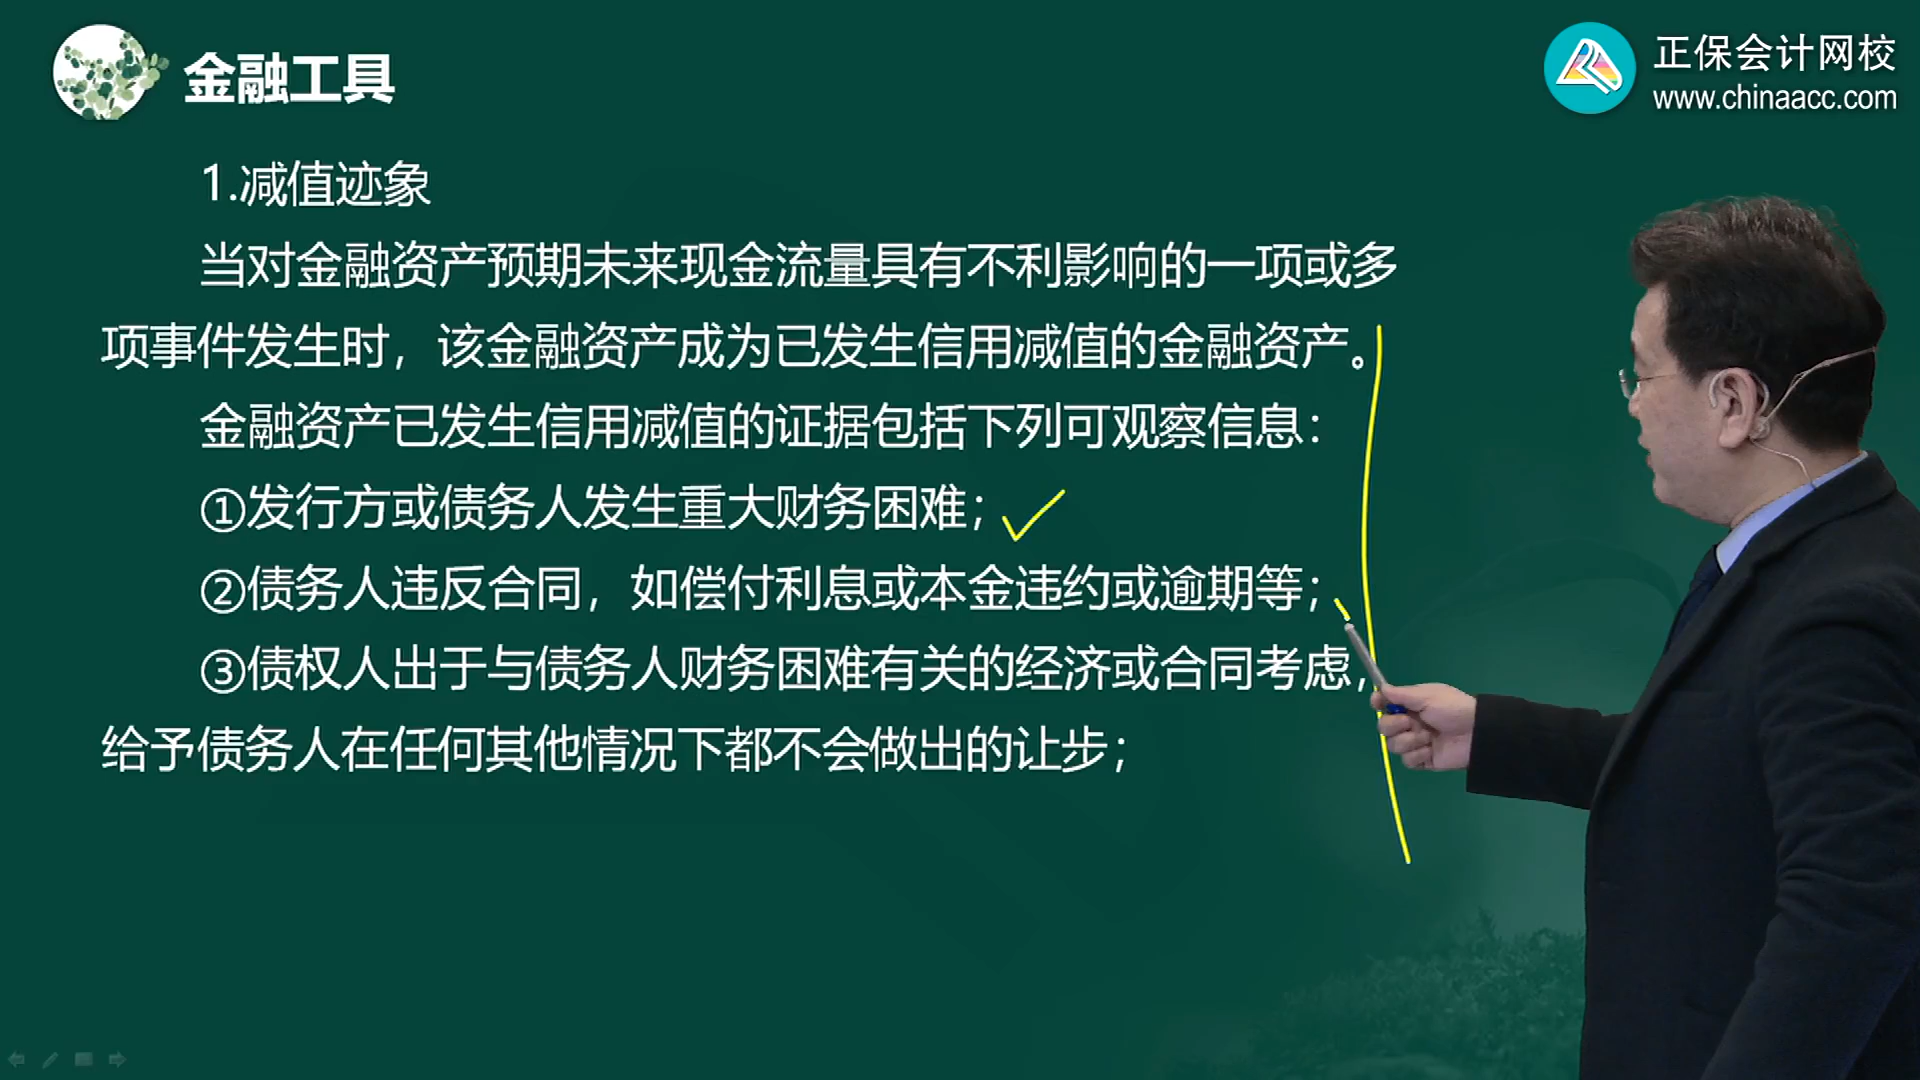 金融工具
正保会计网校
www.chinaacc.com
1.减值迹象
当对金融资产预期未来现金流量具有不利影响的一项或多
项事件发生时，该金融资产成为已发生信用减值的金融资产。
金融资产已发生信用减值的证据包括下列可观察信息：
①发行方或债务人发生重大财务困难；
②债务人违反合同，如偿付利息或本金违约或逾期等；
③债权人出于与债务人财务困难有关的经济或合同考虑，
给予债务人在任何其他情况下都不会做出的让步；